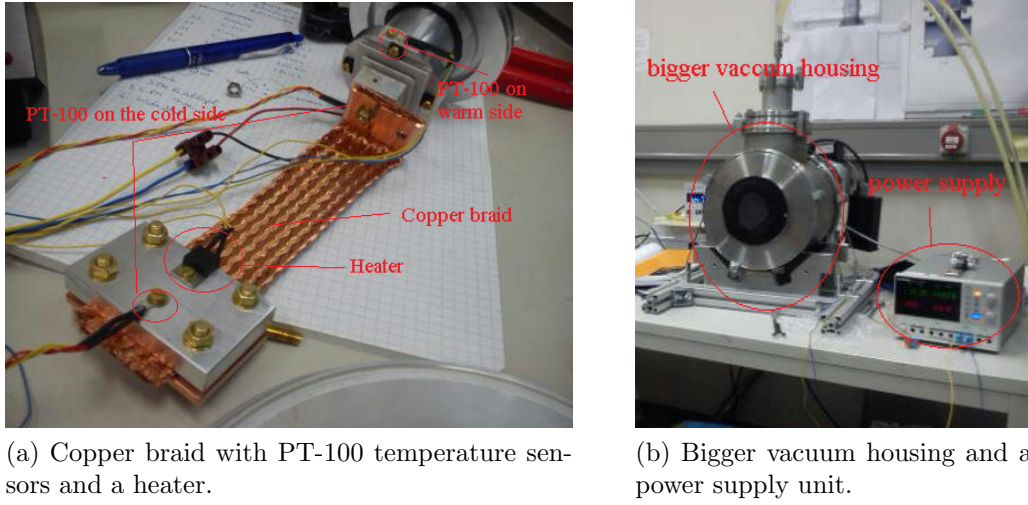 PT-100 on the cold side
PT-100 on
warm side
Copper braid
Heater
bigger vaccum housing
power supply
(a) Copper braid with PT-100 temperature sen-
sors and a heater.
(b) Bigger vacuum housing and a
power supply unit.